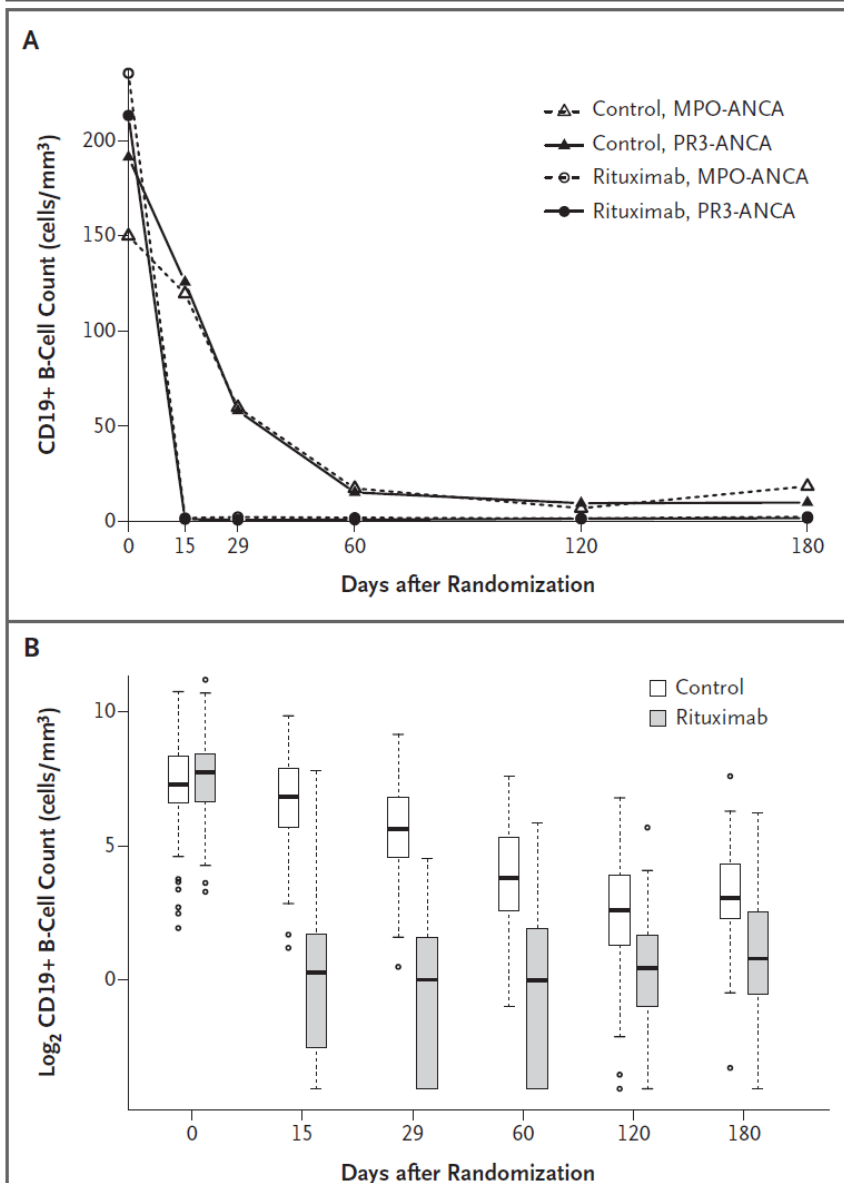 A
CD19+ B-Cell Count (cells/mm³)
200
150
100
50
0
0 15 29 60 120 180
Days after Randomization
Control, MPO-ANCA
Control, PR3-ANCA
Rituximab, MPO-ANCA
Rituximab, PR3-ANCA
B
Log₂ CD19+ B-Cell Count (cells/mm³)
10
5
0
0 15 29 60 120 180
Days after Randomization
Control
Rituximab